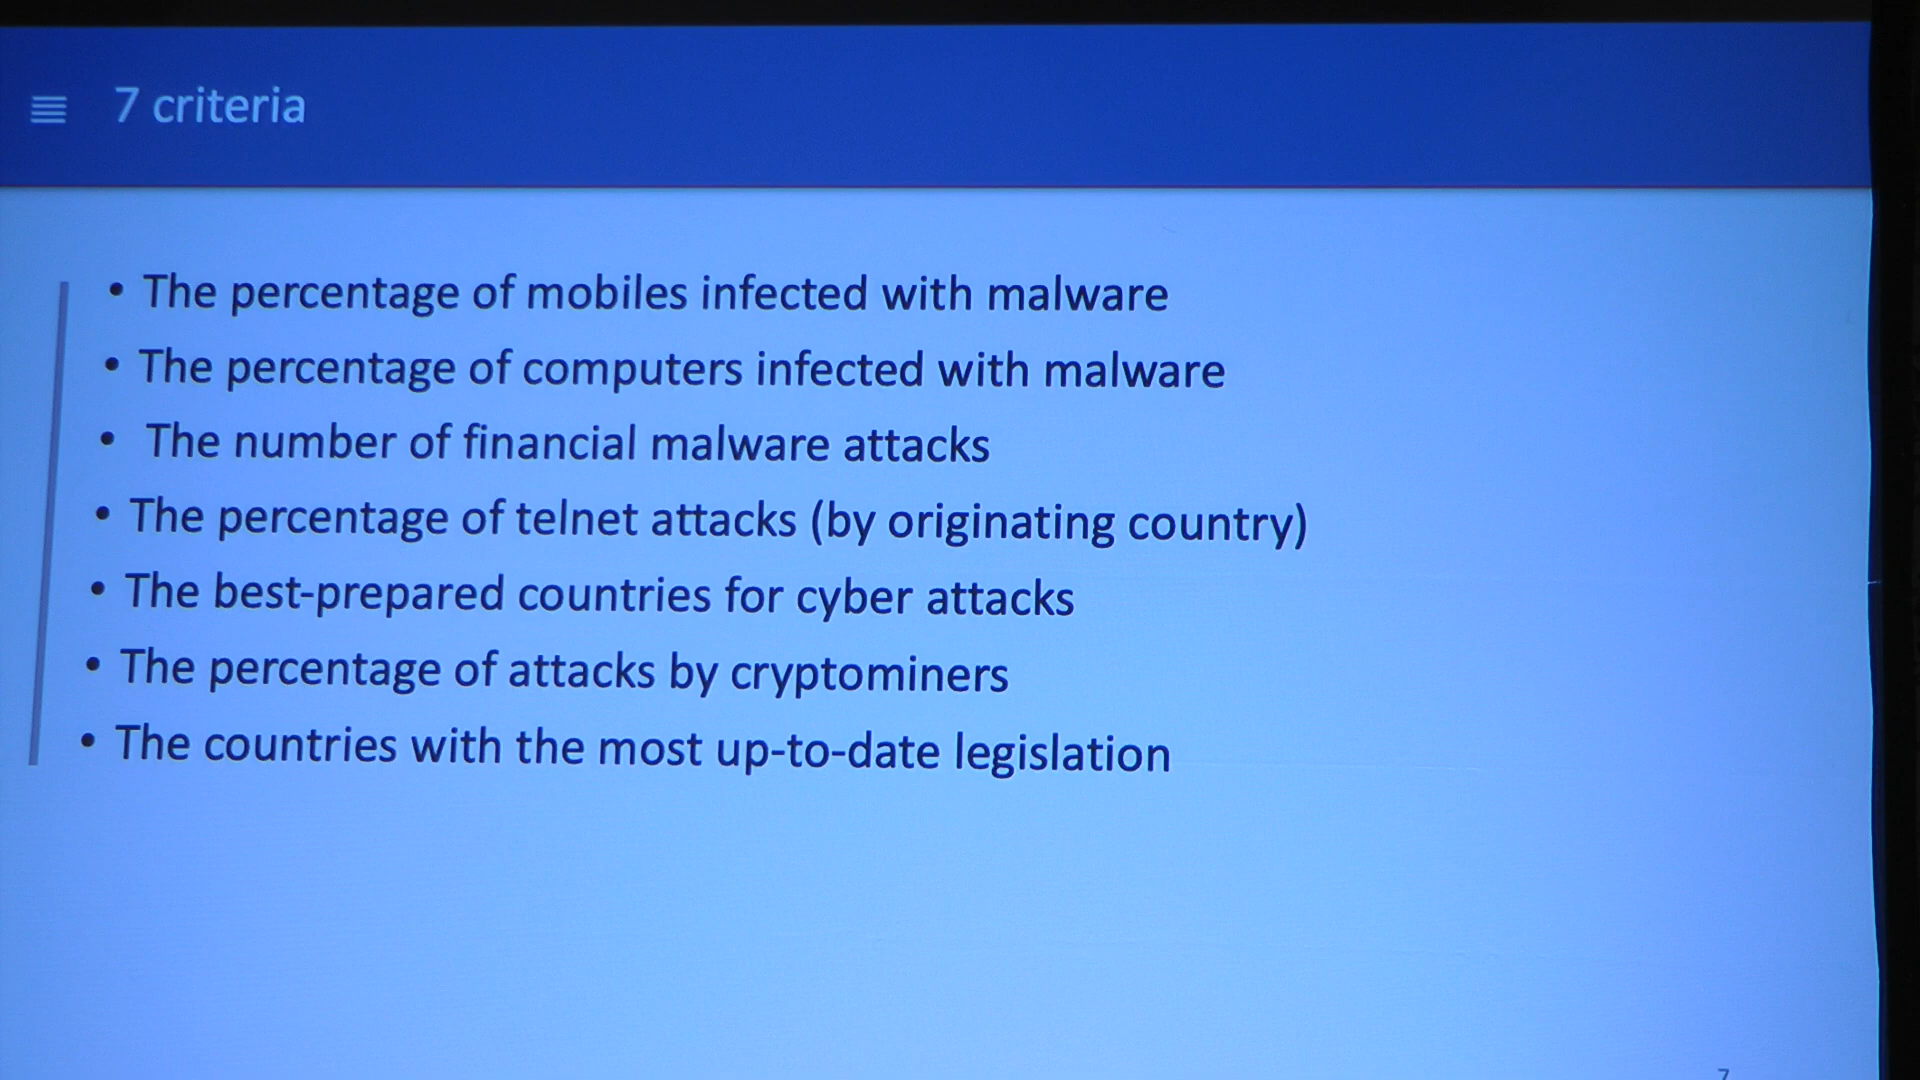 7 criteria
• The percentage of mobiles infected with malware
• The percentage of computers infected with malware
• The number of financial malware attacks
• The percentage of telnet attacks (by originating country)
• The best-prepared countries for cyber attacks
• The percentage of attacks by cryptominers
• The countries with the most up-to-date legislation
7